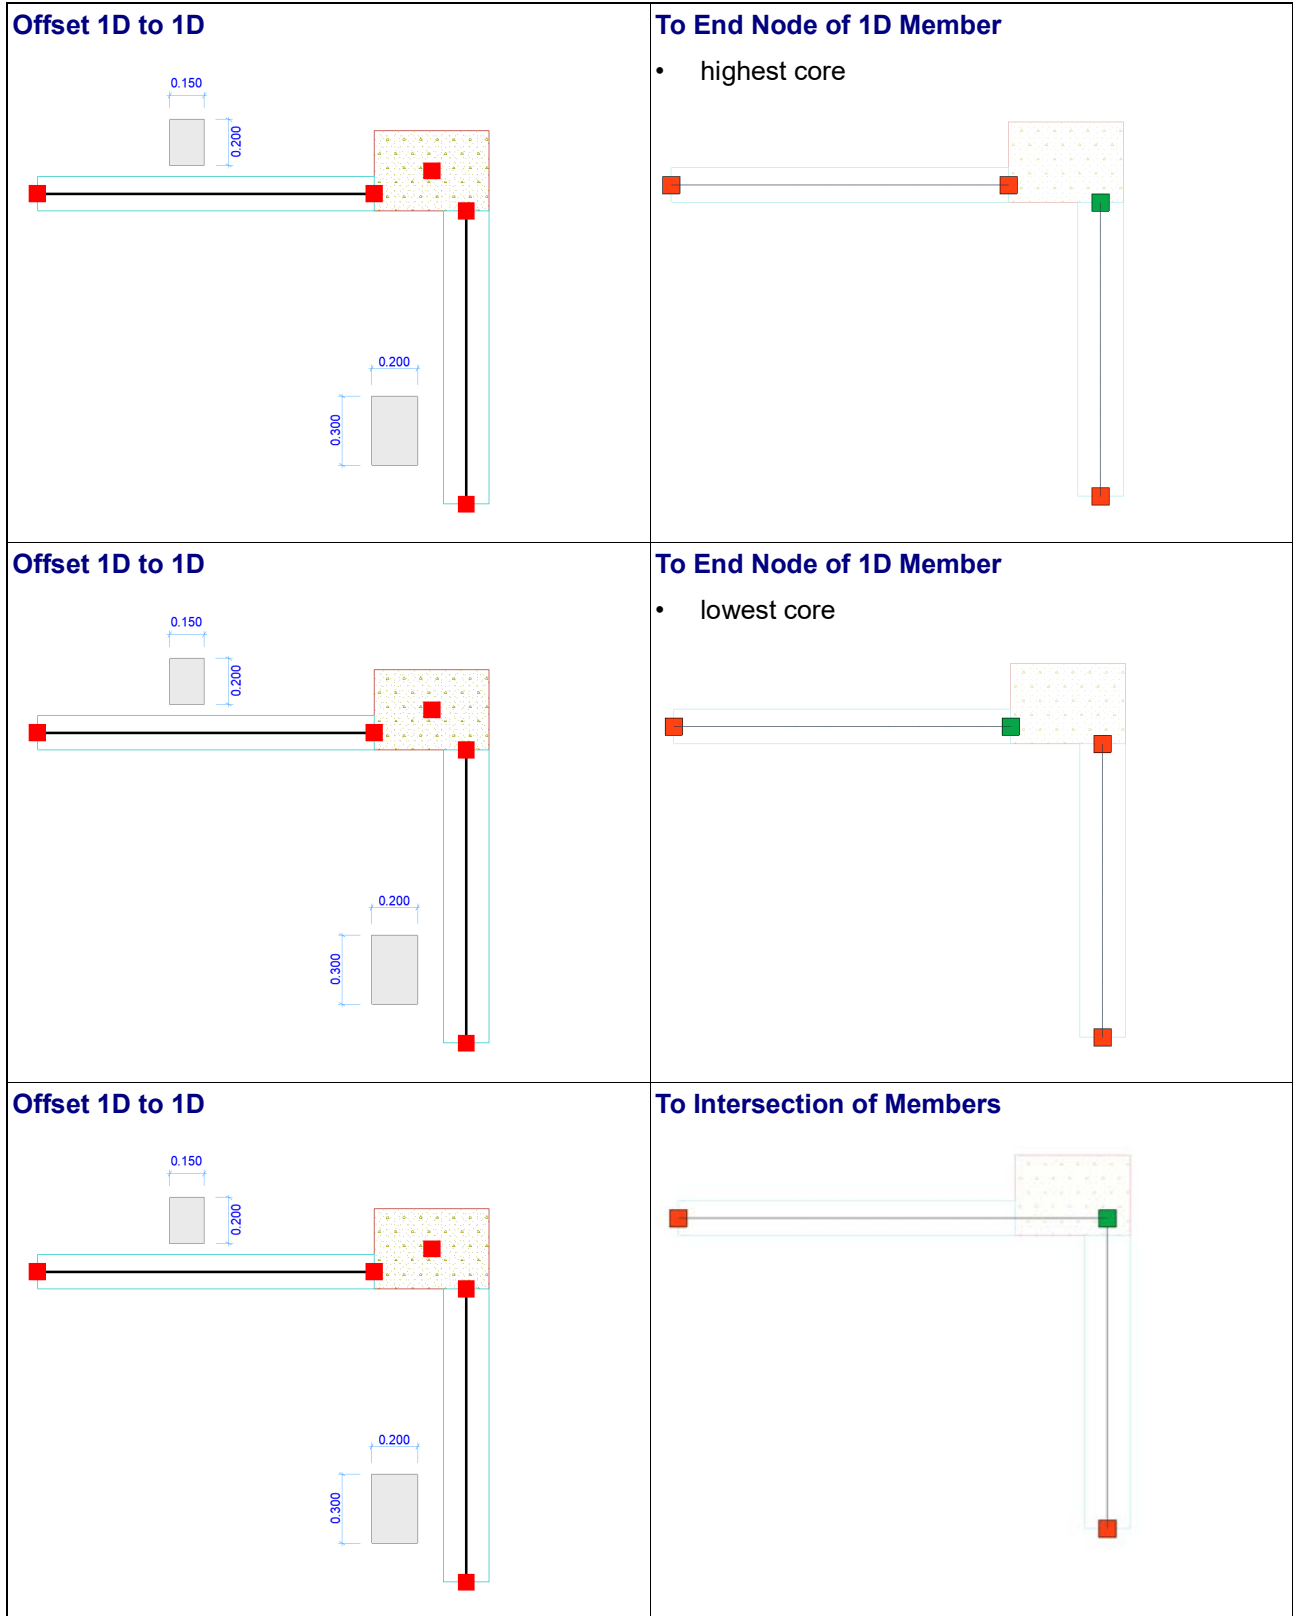 Offset 1D to 1D
0.150
0.200
0.200
0.300
To End Node of 1D Member
• highest core
Offset 1D to 1D
0.150
0.200
0.200
0.300
To End Node of 1D Member
• lowest core
Offset 1D to 1D
0.150
0.200
0.200
0.300
To Intersection of Members